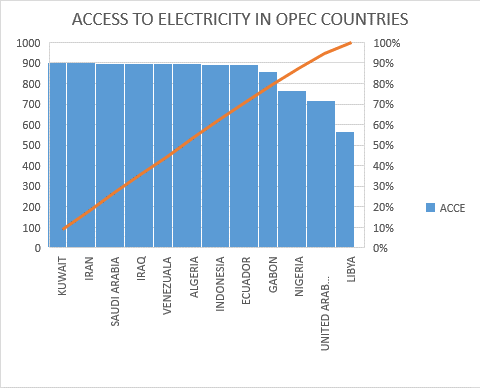 ACCESS TO ELECTRICITY IN OPEC COUNTRIES
1000
900
800
700
600
500
400
300
200
100
0
100%
90%
80%
70%
60%
50%
40%
30%
20%
10%
0%
KUWAIT
IRAN
SAUDI ARABIA
IRAQ
VENEZUALA
ALGERIA
INDONESIA
ECUADOR
GABON
NIGERIA
UNITED ARAB...
LIBYA
ACCE